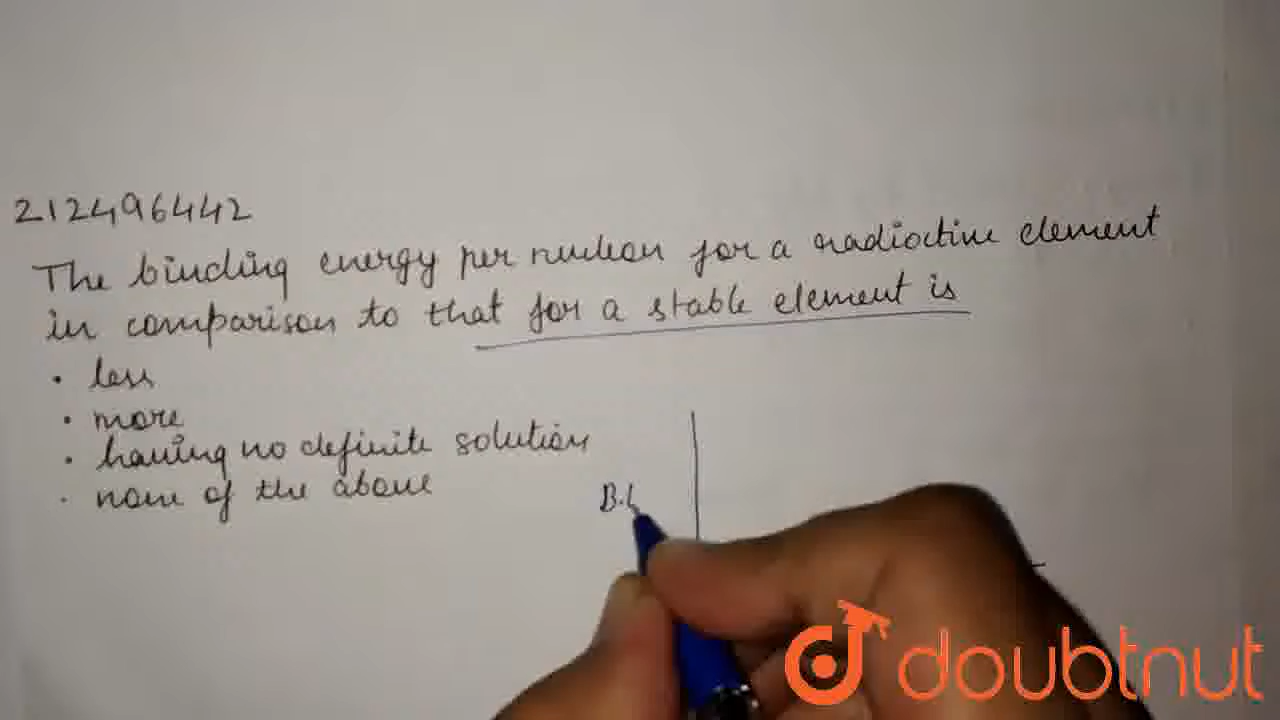 212496442
The binding energy per nucleon for a radioctive element
in comparison to that for a stable element is
• less
• more
• having no definite solution
• none of the above
B.E
doubtnut